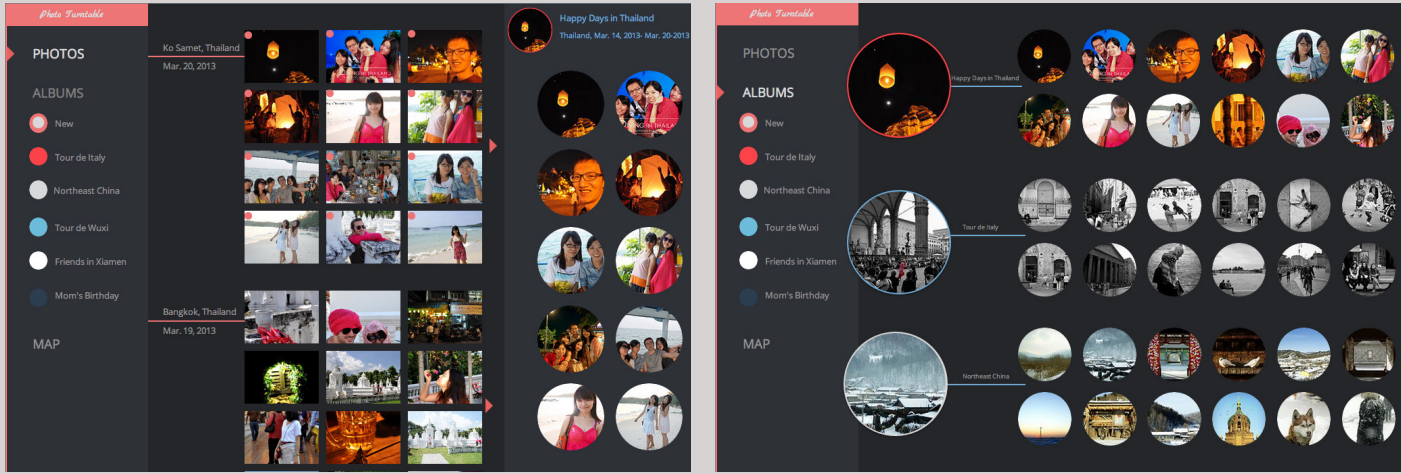 Photo Turntable
PHOTOS
ALBUMS
New
Tour de Italy
Northeast China
Tour de Wuxi
Friends in Xiamen
Mom's Birthday
MAP
Ko Samet, Thailand
Mar. 20, 2013
Bangkok, Thailand
Mar. 19, 2013
Happy Days in Thailand
Thailand, Mar. 14, 2013- Mar. 20-2013
Photo Turntable
PHOTOS
ALBUMS
New
Tour de Italy
Northeast China
Tour de Wuxi
Friends in Xiamen
Mom's Birthday
MAP
Happy Days in Thailand
Tour de Italy
Northeast China